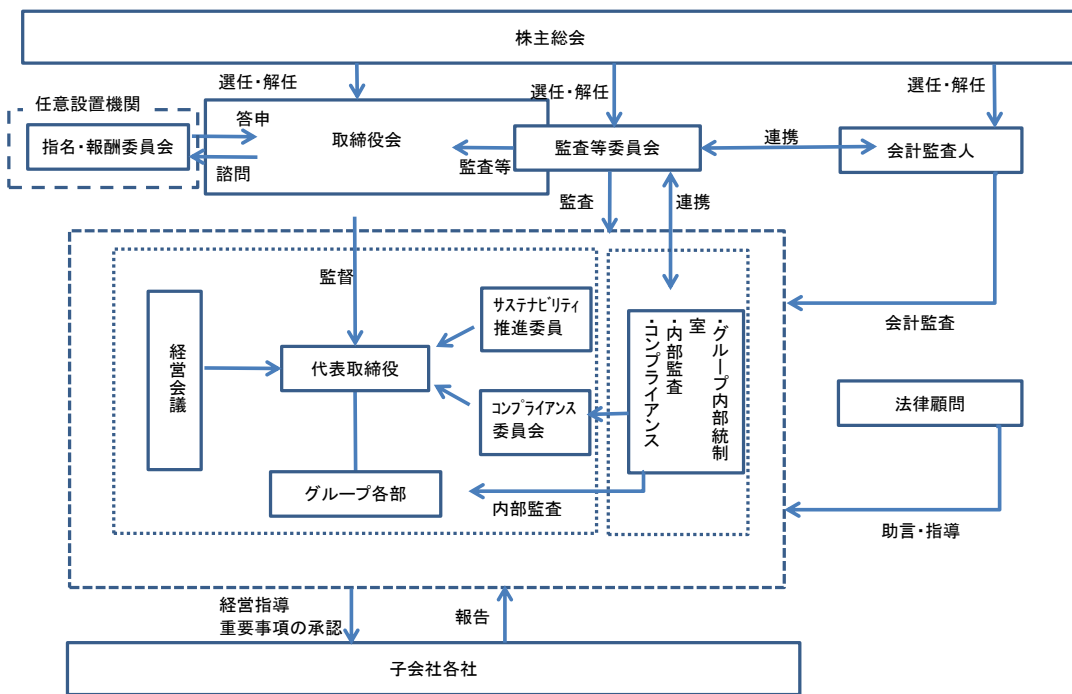 株主総会
選任・解任
選任・解任
選任・解任
任意設置機関
指名・報酬委員会
答申
諮問
取締役会
監査等
監査等委員会
連携
会計監査人
監査
連携
監督
サステナビリティ
推進委員
経営会議
代表取締役
コンプライアンス
委員会
・グループ内部統制
室
・内部監査
・コンプライアンス
会計監査
法律顧問
グループ各部
内部監査
助言・指導
経営指導
重要事項の承認
報告
子会社各社